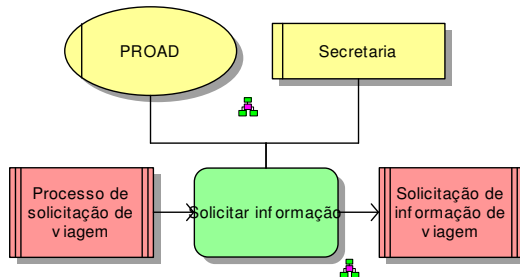 PROAD
Secretaria
Processo de
solicitação de
viagem
Solicitar informação
Solicitação de
informação de
viagem